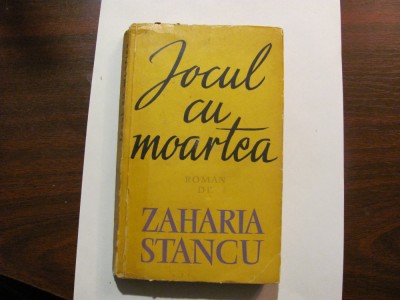 Jocul
cu
moartea
ROMAN
DE
ZAHARIA
STANCU